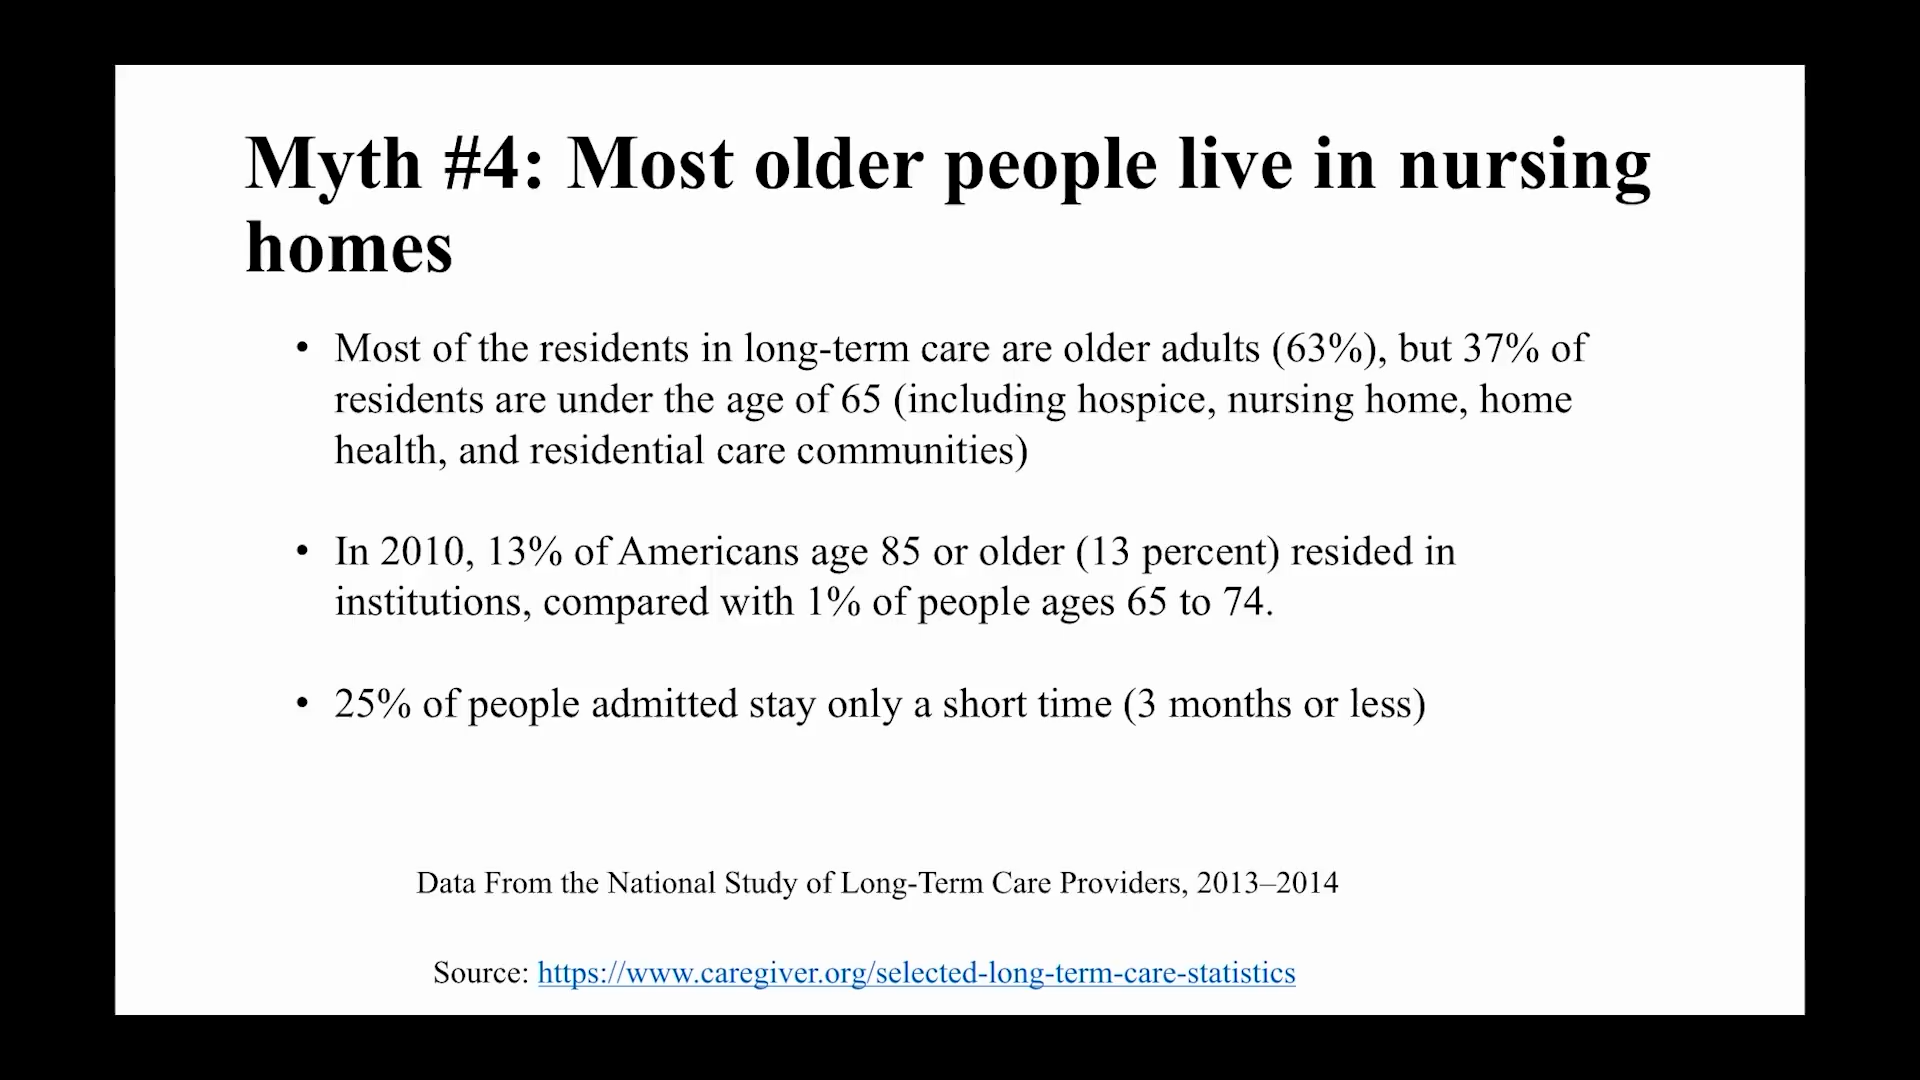 Myth #4: Most older people live in nursing
homes
• Most of the residents in long-term care are older adults (63%), but 37% of
residents are under the age of 65 (including hospice, nursing home, home
health, and residential care communities)
• In 2010, 13% of Americans age 85 or older (13 percent) resided in
institutions, compared with 1% of people ages 65 to 74.
• 25% of people admitted stay only a short time (3 months or less)
Data From the National Study of Long-Term Care Providers, 2013–2014
Source: https://www.caregiver.org/selected-long-term-care-statistics